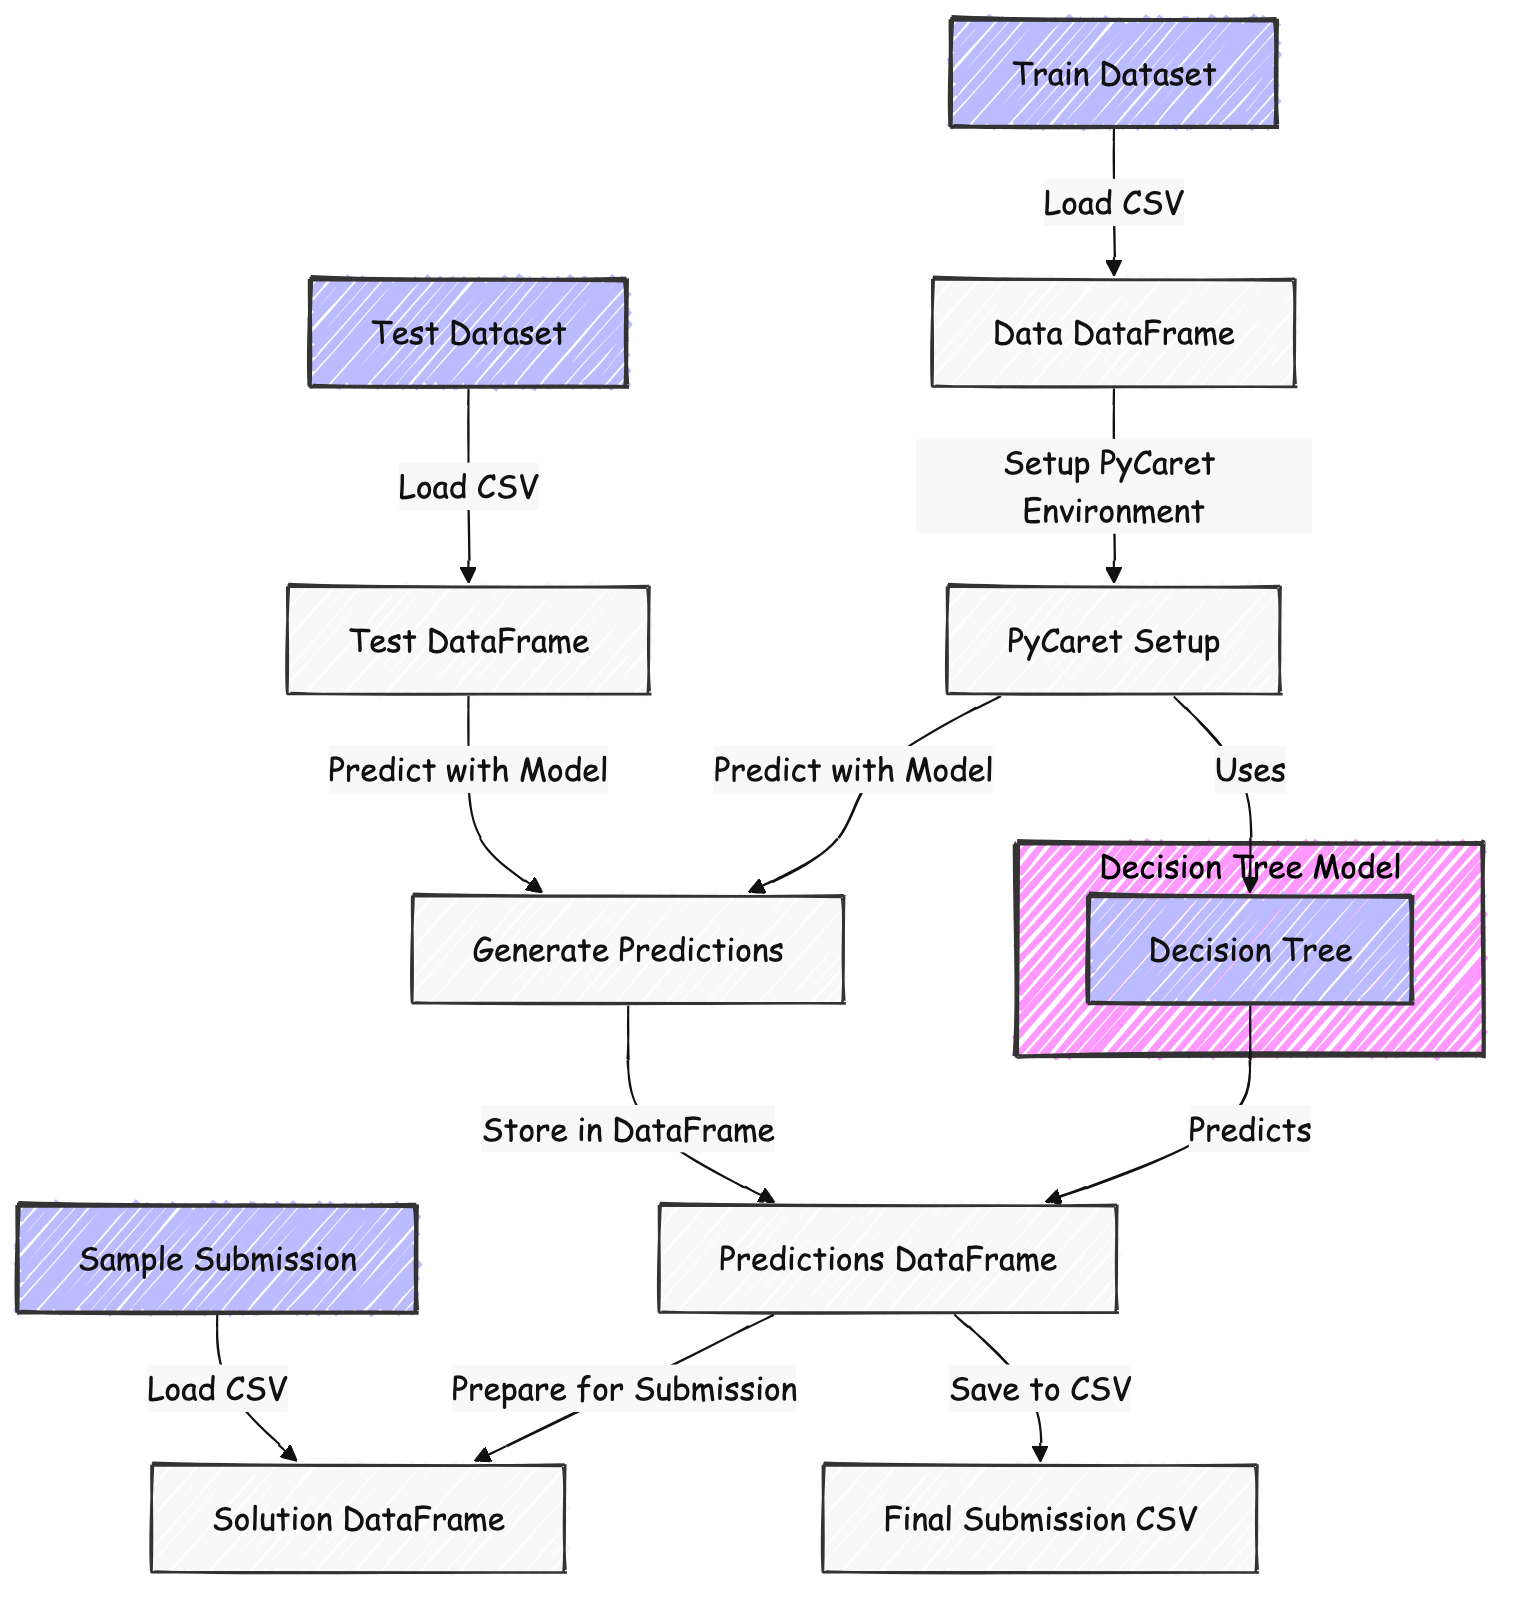 Train Dataset
Load CSV
Test Dataset
Data DataFrame
Load CSV
Setup PyCaret
Environment
Test DataFrame
PyCaret Setup
Predict with Model
Predict with Model
Uses
Decision Tree Model
Generate Predictions
Decision Tree
Store in DataFrame
Predicts
Sample Submission
Predictions DataFrame
Load CSV
Prepare for Submission
Save to CSV
Solution DataFrame
Final Submission CSV